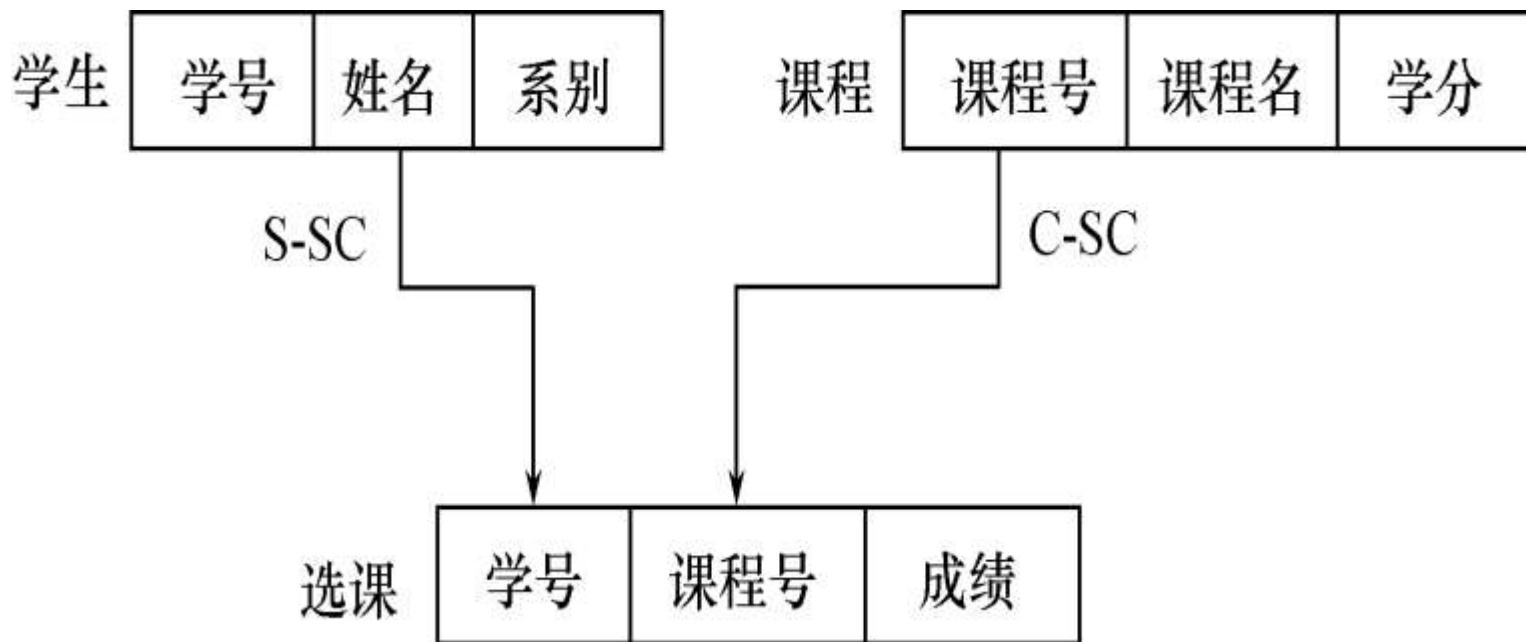 学生 学号 姓名 系别 课程 课程号 课程名 学分
S-SC C-SC
选课 学号 课程号 成绩